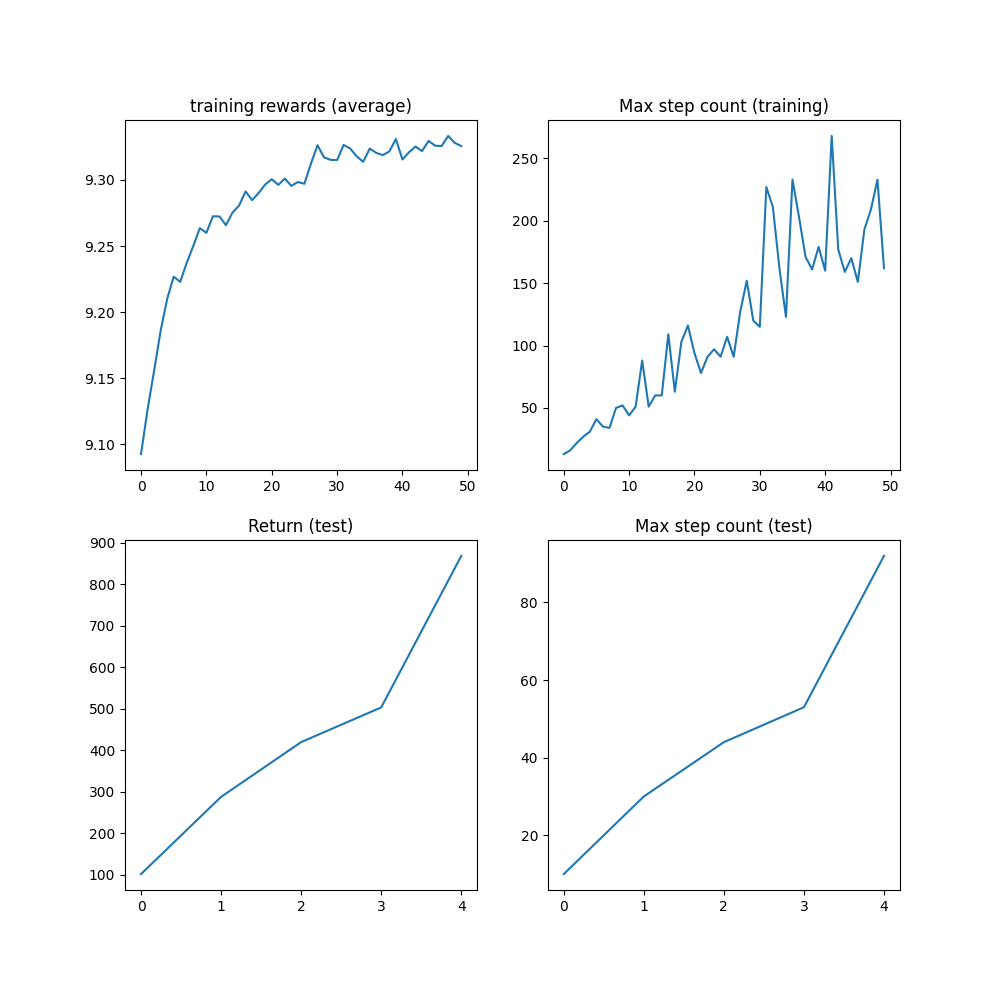 training rewards (average)
9.30
9.25
9.20
9.15
9.10
0 10 20 30 40 50
Max step count (training)
250
200
150
100
50
0 10 20 30 40 50
Return (test)
900
800
700
600
500
400
300
200
100
0 1 2 3 4
Max step count (test)
80
60
40
20
0 1 2 3 4